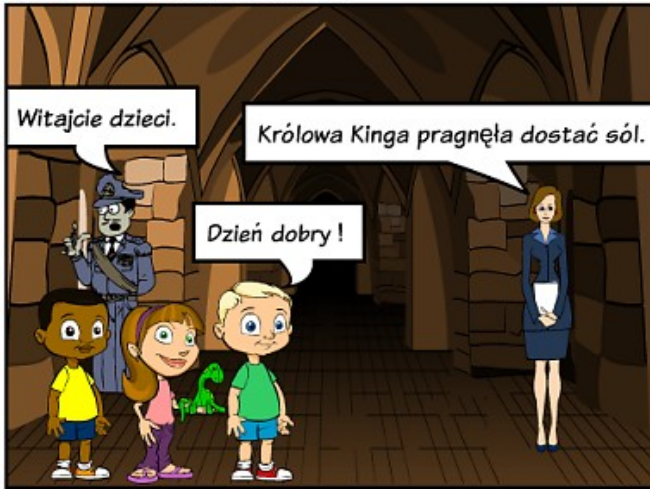 Witajcie dzieci.
Królowa Kinga pragnęła dostać sól.
Dzień dobry !